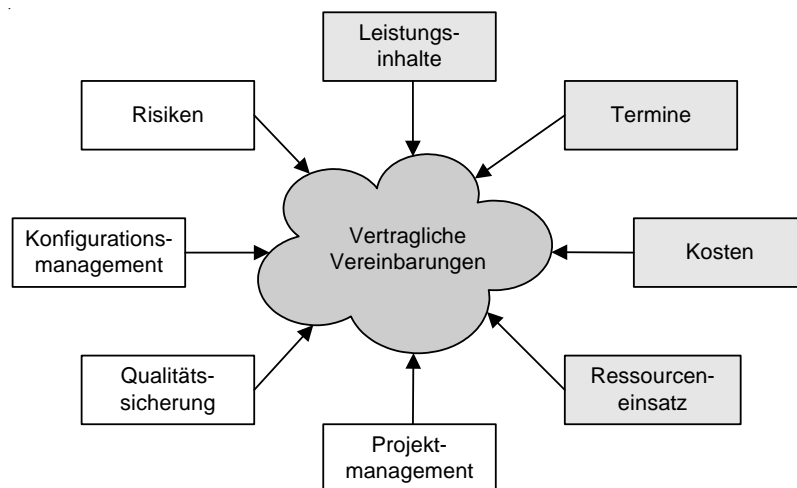 Leistungs-
inhalte
Risiken
Termine
Konfigurations-
management
Vertragliche
Vereinbarungen
Kosten
Qualitäts-
sicherung
Ressourcen-
einsatz
Projekt-
management